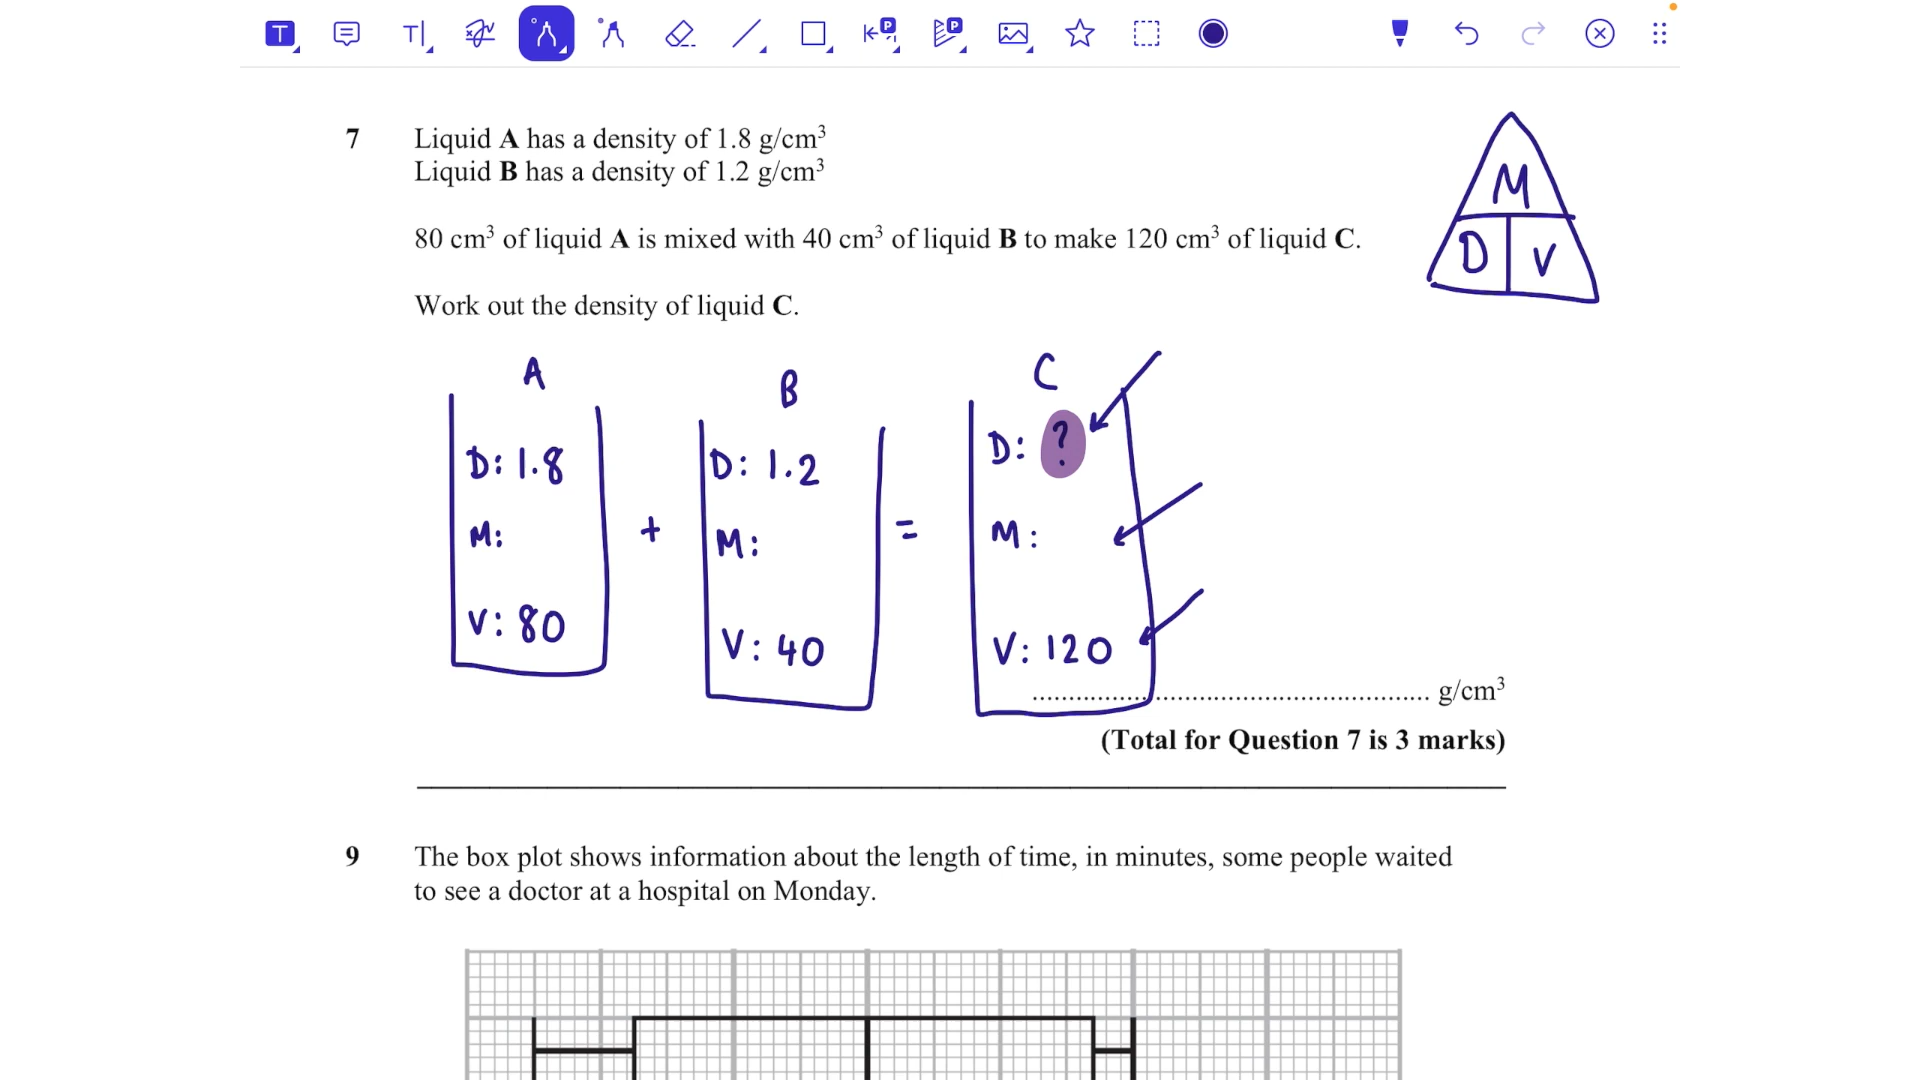 7 Liquid A has a density of 1.8 g/cm³
Liquid B has a density of 1.2 g/cm³
80 cm³ of liquid A is mixed with 40 cm³ of liquid B to make 120 cm³ of liquid C.
Work out the density of liquid C.
M
D V
A B C
D: 1.8 D: 1.2 D: ?
M: + M: = M:
V: 80 V: 40 V: 120
.......................................................... g/cm³
(Total for Question 7 is 3 marks)
9 The box plot shows information about the length of time, in minutes, some people waited
to see a doctor at a hospital on Monday.